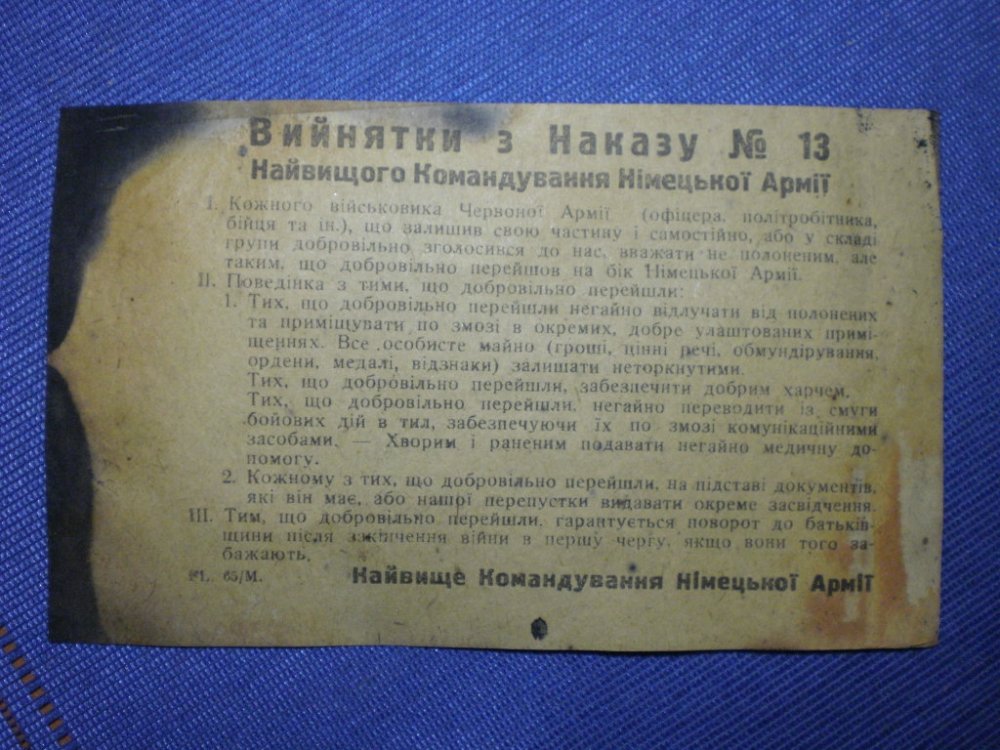 Вийнятки з Наказу № 13
Найвищого Командування Німецької Армії
I. Кожного військовика Червоної Армії (офіцера, політробітника,
бійця та ін.), що залишив свою частину і самостійно, або у складі
групи добровільно зголосився до нас, вважати не полоненим, але
таким, що добровільно перейшов на бік Німецької Армії.
II. Поведінка з тими, що добровільно перейшли:
1. Тих, що добровільно перейшли негайно відлучати від полонених
та приміщувати по змозі в окремих, добре улаштованих примі-
щеннях. Все особисте майно (гроші, цінні речі, обмундірування,
ордени, медалі, відзнаки) залишати неторкнутими.
Тих, що добровільно перейшли, забезпечити добрим харчем.
Тих, що добровільно перейшли, негайно переводити із смуги
бойових дій в тил, забезпечуючи їх по змозі комунікаційними
засобами. — Хворим і раненим подавати негайно медичну до-
помогу.
2. Кожному з тих, що добровільно перейшли, на підставі документів,
які він має, або нашої перепустки видавати окреме засвідчення.
III. Тим, що добровільно перейшли, гарантується поворот до батьків-
щини після закінчення війни в першу чергу, якщо вони того за-
бажають.
FL. 65/M. Найвище Командування Німецької Армії